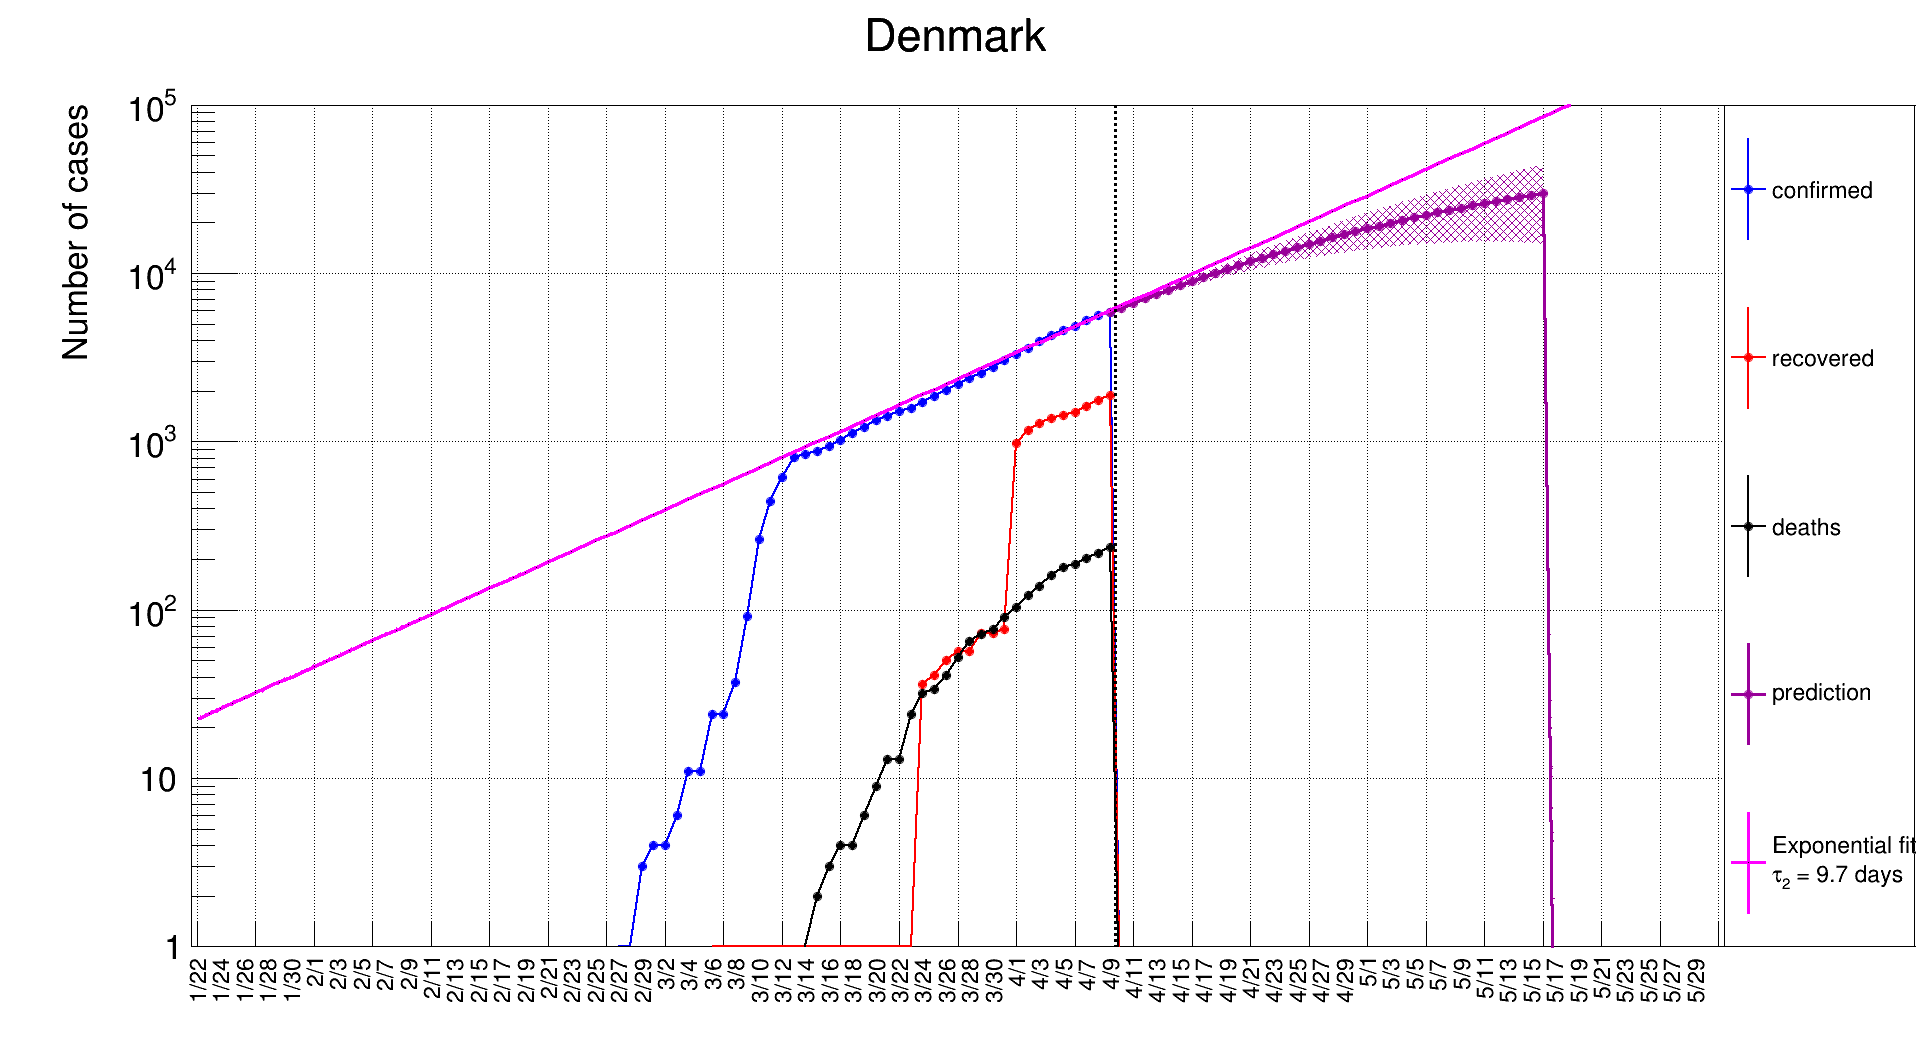 Denmark
Number of cases
10^5
10^4
10^3
10^2
10
1
1/22 1/24 1/26 1/28 1/30 2/1 2/3 2/5 2/7 2/9 2/11 2/13 2/15 2/17 2/19 2/21 2/23 2/25 2/27 2/29 3/2 3/4 3/6 3/8 3/10 3/12 3/14 3/16 3/18 3/20 3/22 3/24 3/26 3/28 3/30 4/1 4/3 4/5 4/7 4/9 4/11 4/13 4/15 4/17 4/19 4/21 4/23 4/25 4/27 4/29 5/1 5/3 5/5 5/7 5/9 5/11 5/13 5/15 5/17 5/19 5/21 5/23 5/25 5/27 5/29
confirmed
recovered
deaths
prediction
Exponential fit
τ₂ = 9.7 days